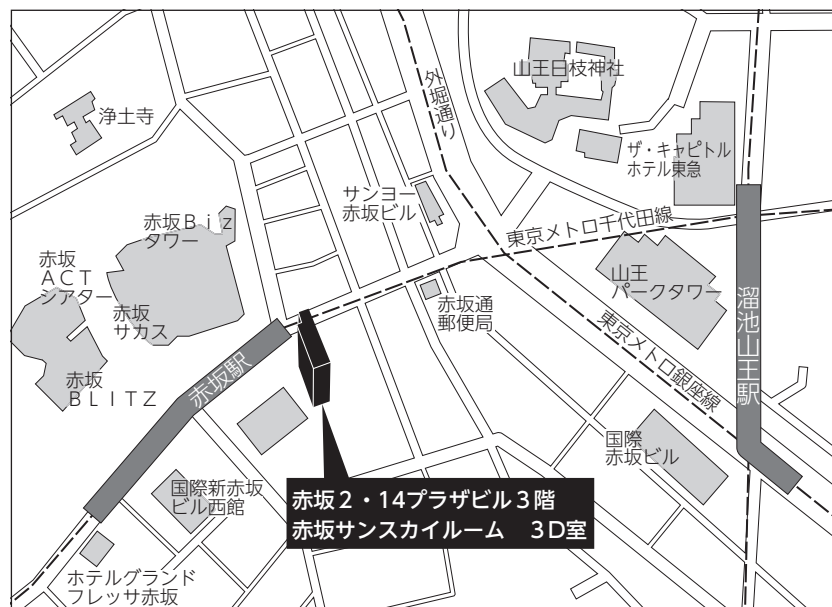 山王日枝神社
外堀通り
浄土寺
ザ・キャピトル
ホテル東急
サンヨー
赤坂ビル
赤坂Ｂｉｚ
タワー
東京メトロ千代田線
赤坂
ＡＣＴ
シアター
山王
パークタワー
赤坂
サカス
赤坂通
郵便局
溜池山王駅
東京メトロ銀座線
赤坂駅
赤坂
ＢＬＩＴＺ
国際
赤坂ビル
国際新赤坂
ビル西館
赤坂２・14プラザビル３階
赤坂サンスカイルーム　３Ｄ室
ホテルグランド
フレッサ赤坂